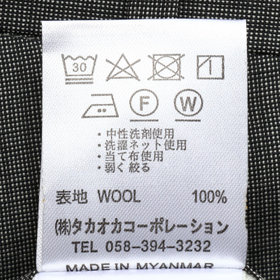 30
F W
・中性洗剤使用
・洗濯ネット使用
・当て布使用
・弱く絞る
表地 WOOL 100%
㈱タカオカコーポレーション
TEL 058-394-3232
MADE IN MYANMAR